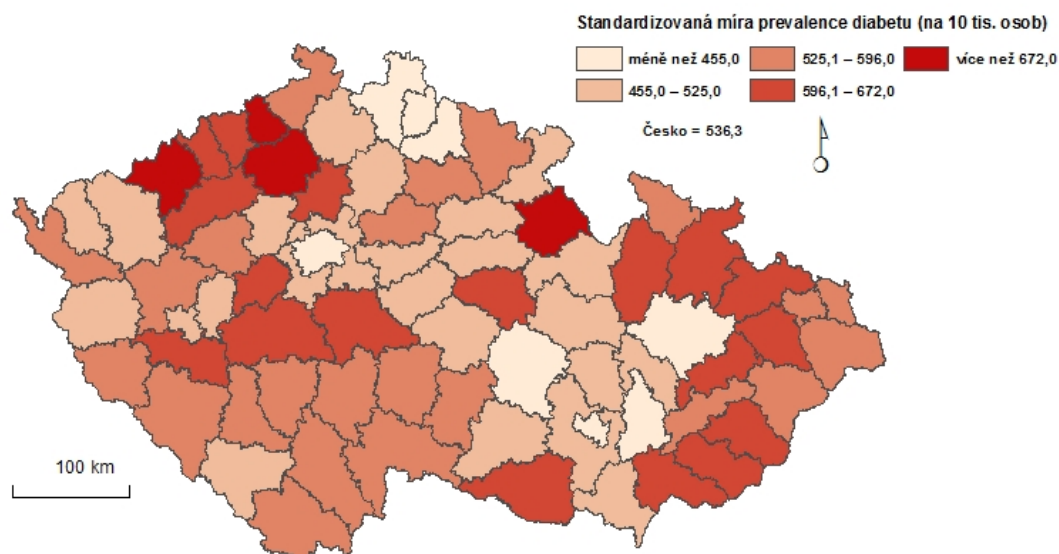 Standardizovaná míra prevalence diabetu (na 10 tis. osob)
méně než 455,0
525,1 – 596,0
více než 672,0
455,0 – 525,0
596,1 – 672,0
Česko = 536,3
100 km